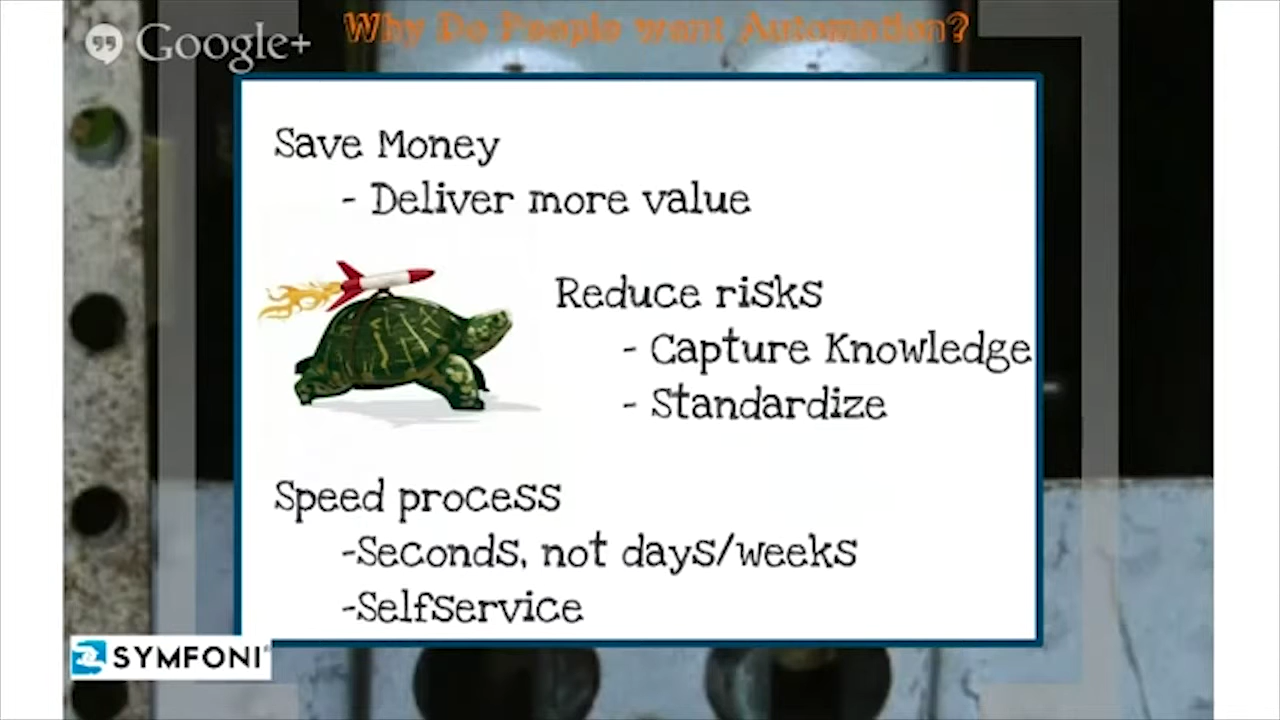 Google+
Why Do People want Automation?
Save Money
- Deliver more value
Reduce risks
- Capture Knowledge
- Standardize
Speed process
-Seconds, not days/weeks
-Selfservice
SYMFONI